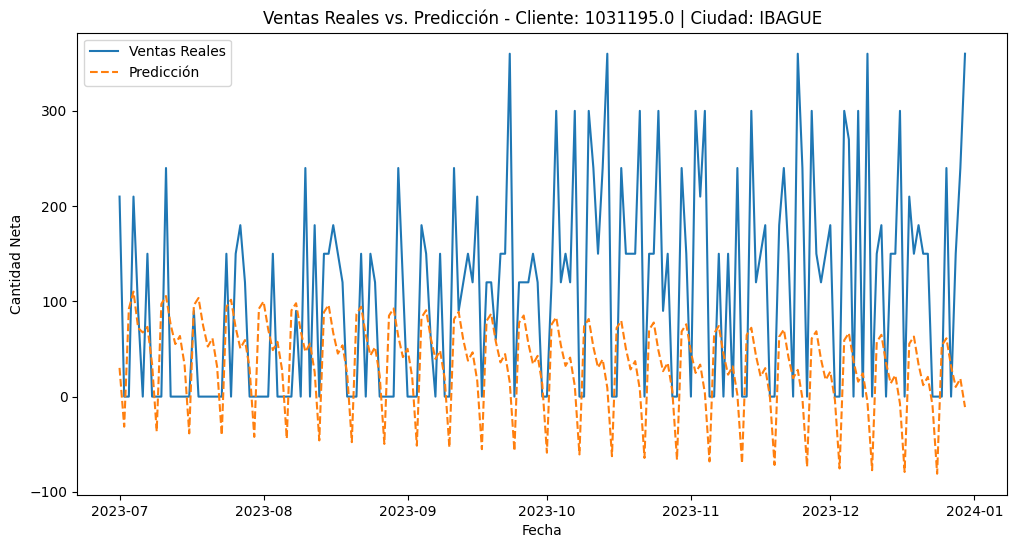 Ventas Reales vs. Predicción - Cliente: 1031195.0 | Ciudad: IBAGUE
Ventas Reales
Predicción
300
200
100
0
−100
Cantidad Neta
2023-07 2023-08 2023-09 2023-10 2023-11 2023-12 2024-01
Fecha